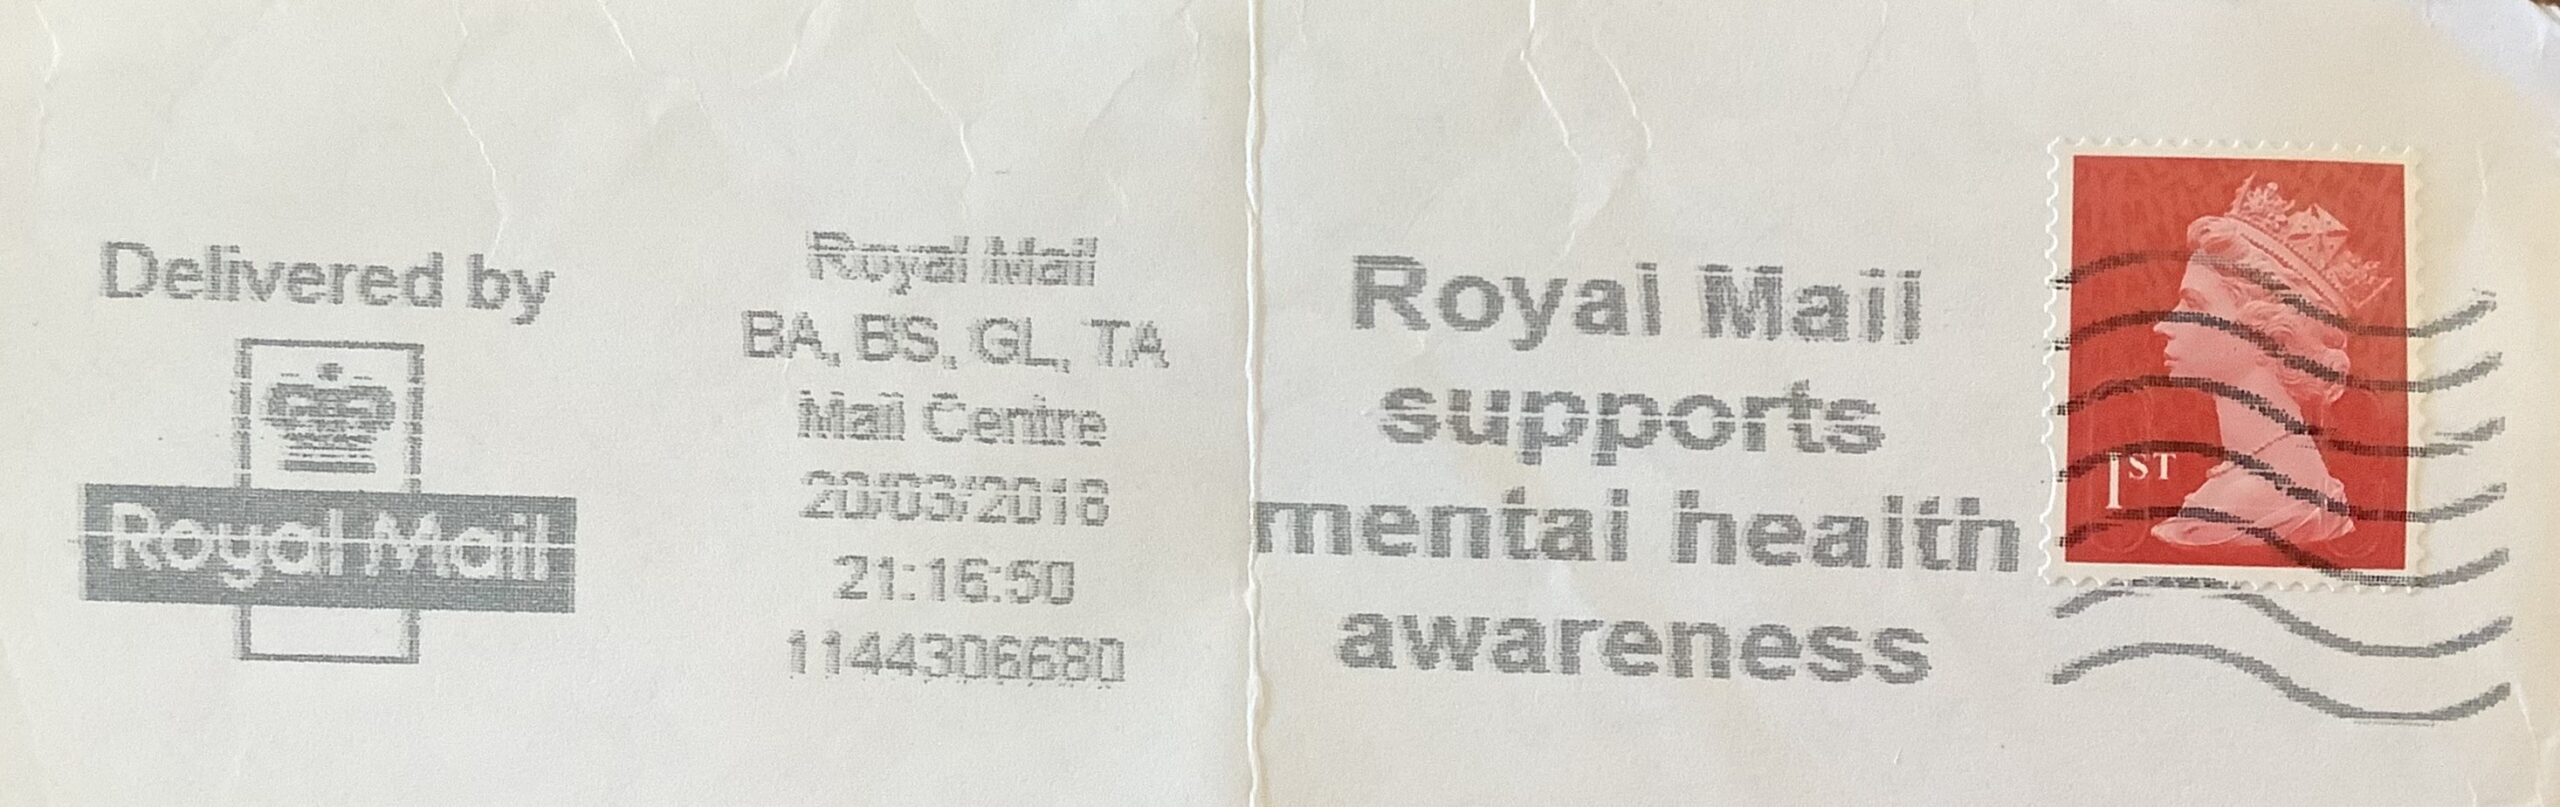 Delivered by
Royal Mail
Royal Mail
BA, BS, GL, TA
Mail Centre
20/03/2018
21:16:50
1144306680
Royal Mail
supports
mental health
awareness
1ST